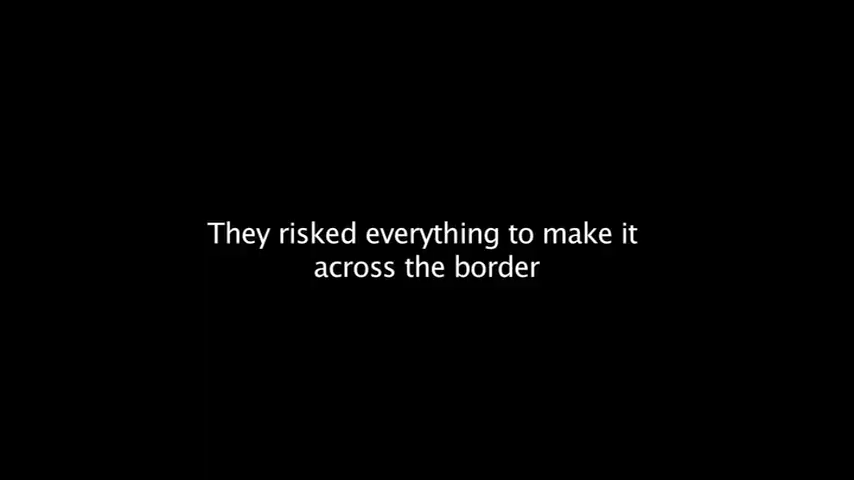 They risked everything to make it
across the border